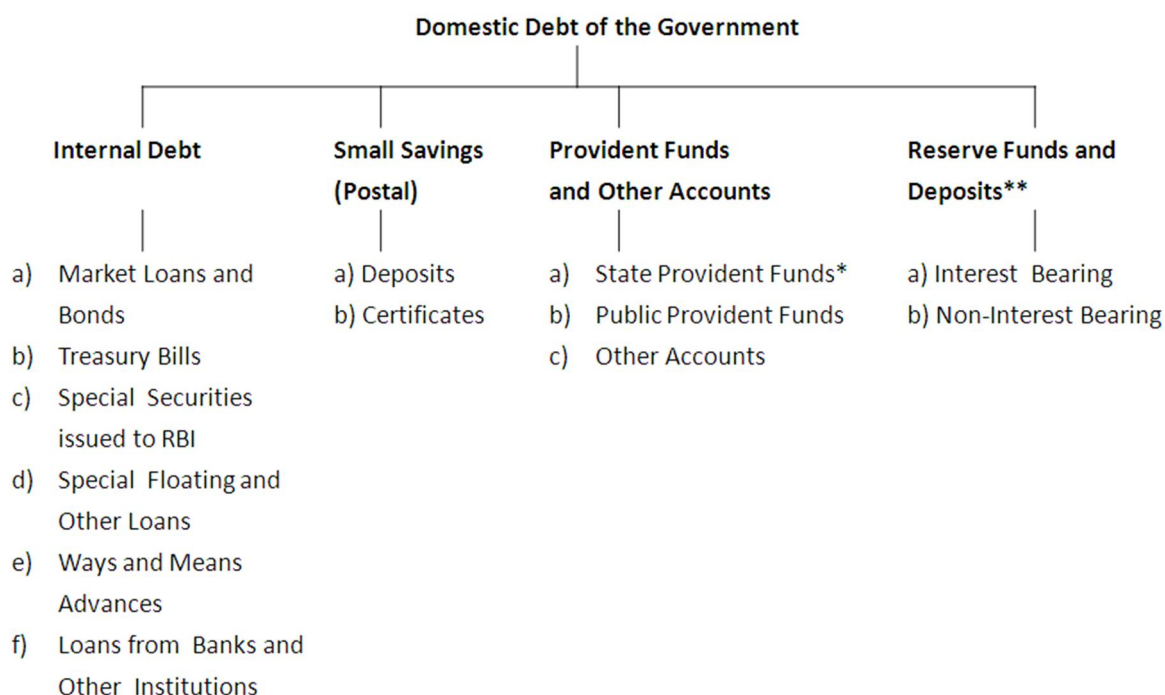 Domestic Debt of the Government
Internal Debt
Small Savings
(Postal)
Provident Funds
and Other Accounts
Reserve Funds and
Deposits**
a) Market Loans and
Bonds
b) Treasury Bills
c) Special Securities
issued to RBI
d) Special Floating and
Other Loans
e) Ways and Means
Advances
f) Loans from Banks and
Other Institutions
a) Deposits
b) Certificates
a) State Provident Funds*
b) Public Provident Funds
c) Other Accounts
a) Interest Bearing
b) Non-Interest Bearing